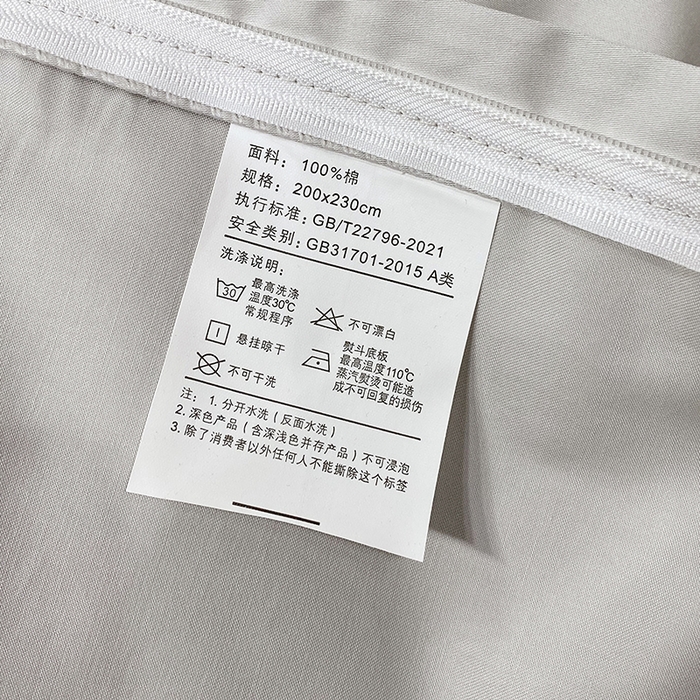 面料：100%棉
规格：200x230cm
执行标准：GB/T22796-2021
安全类别：GB31701-2015 A类
洗涤说明：
30
最高洗涤
温度30℃
常规程序
不可漂白
悬挂晾干
熨斗底板
最高温度110℃
蒸汽熨烫可能造
成不可回复的损伤
不可干洗
注：1. 分开水洗（反面水洗）
2. 深色产品（含深浅色并存产品）不可浸泡
3. 除了消费者以外任何人不能撕除这个标签